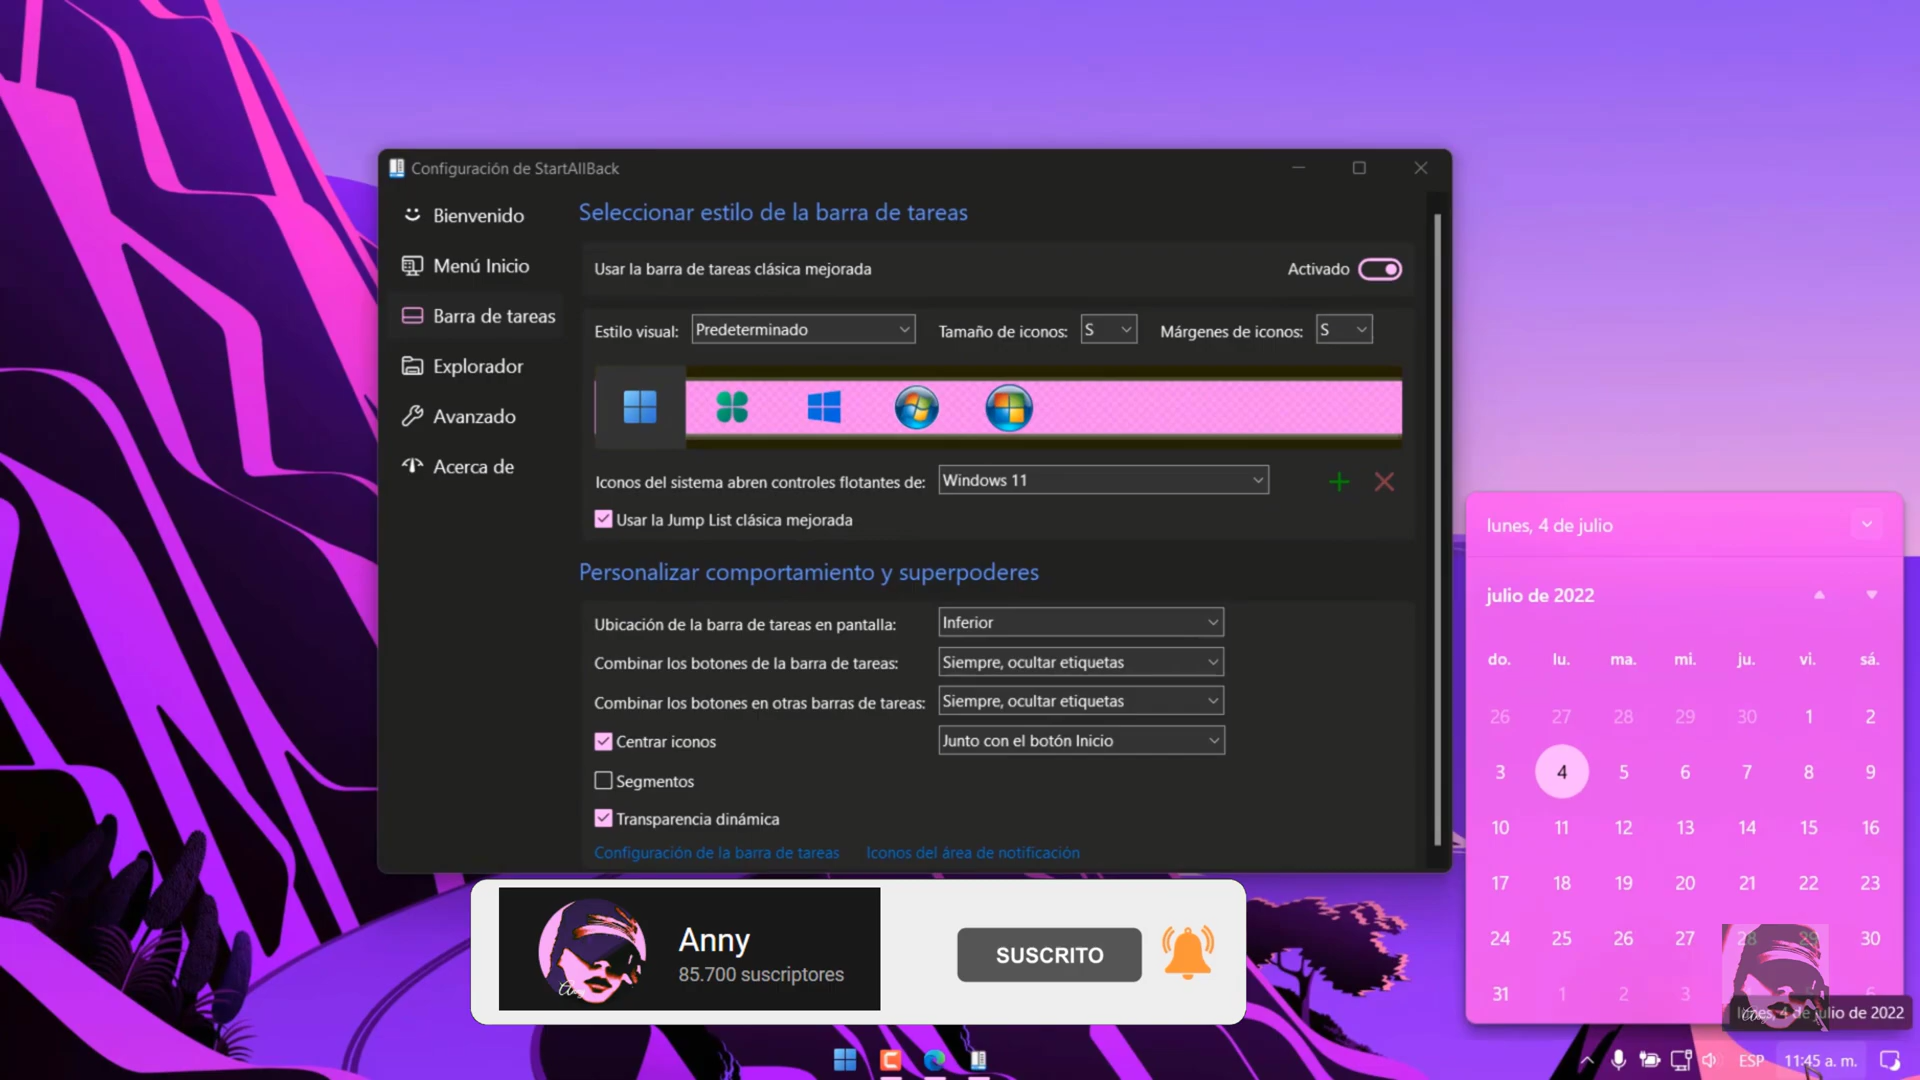 Configuración de StartAllBack
Bienvenido
Menú Inicio
Barra de tareas
Explorador
Avanzado
Acerca de
Seleccionar estilo de la barra de tareas
Usar la barra de tareas clásica mejorada
Activado
Estilo visual:
Predeterminado
Tamaño de iconos:
S
Márgenes de iconos:
S
Iconos del sistema abren controles flotantes de:
Windows 11
Usar la Jump List clásica mejorada
Personalizar comportamiento y superpoderes
Ubicación de la barra de tareas en pantalla:
Inferior
Combinar los botones de la barra de tareas:
Siempre, ocultar etiquetas
Combinar los botones en otras barras de tareas:
Siempre, ocultar etiquetas
Centrar iconos
Junto con el botón Inicio
Segmentos
Transparencia dinámica
Configuración de la barra de tareas
Iconos del área de notificación
lunes, 4 de julio
julio de 2022
do. lu. ma. mi. ju. vi. sá.
26 27 28 29 30 1 2
3 4 5 6 7 8 9
10 11 12 13 14 15 16
17 18 19 20 21 22 23
24 25 26 27 28 29 30
31 1 2 3 6
4 de julio de 2022
Anny
85.700 suscriptores
SUSCRITO
ESP
11:45 a. m.